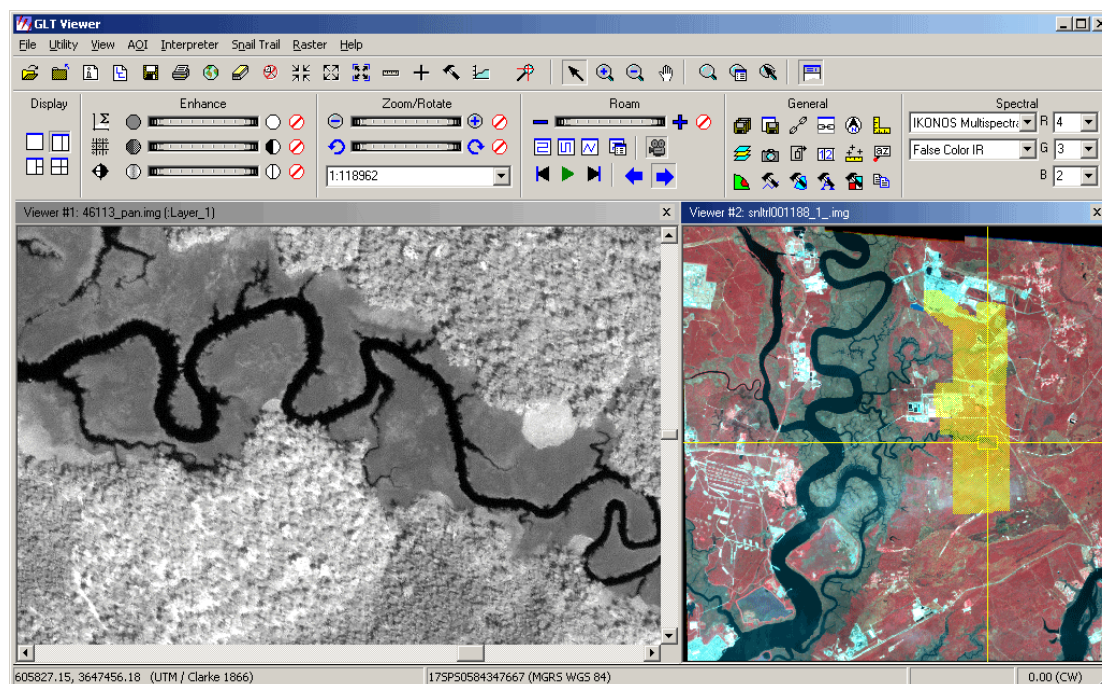 GLT Viewer
File Utility View AOI Interpreter Snail Trail Raster Help
Display Enhance Zoom/Rotate Roam General Spectral
IKONOS Multispectra R 4
False Color IR G 3
B 2
1:118962
Viewer #1: 46113_pan.img (:Layer_1)
Viewer #2: snltrl001188_1_.img
605827.15, 3647456.18 (UTM / Clarke 1866)
17SPS0584347667 (MGRS WGS 84)
0.00 (CW)